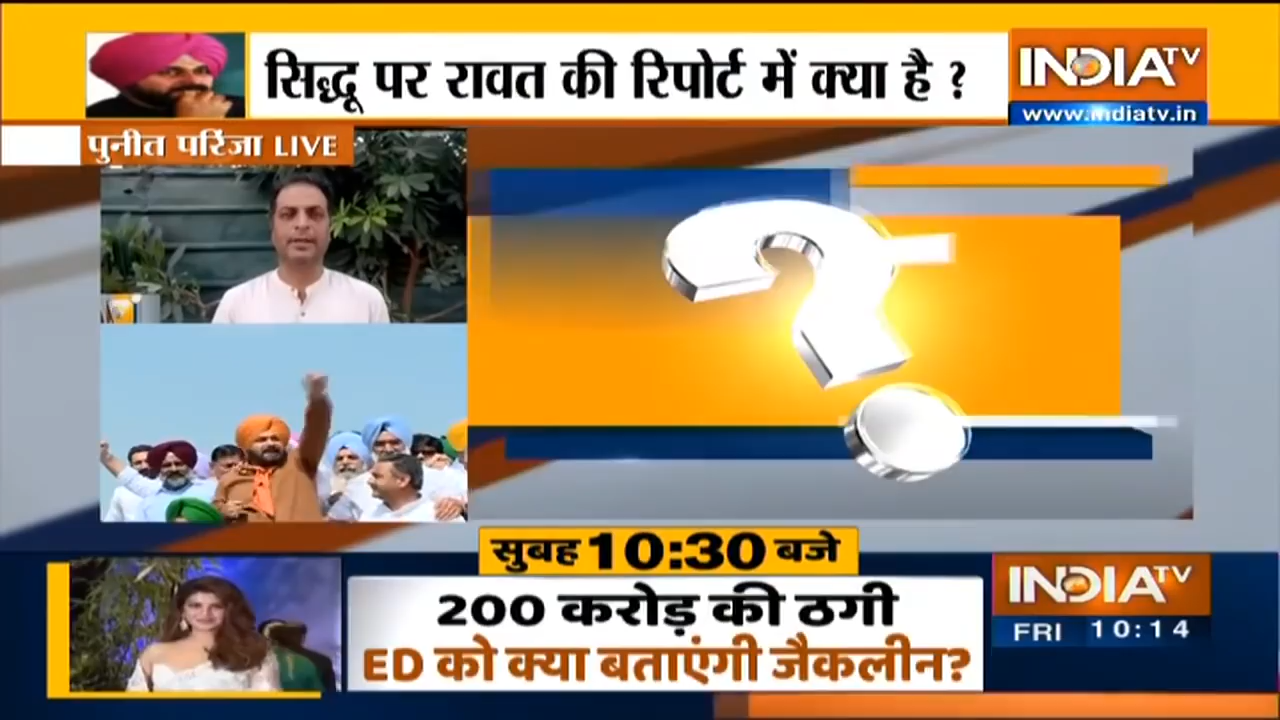 सिद्धू पर रावत की रिपोर्ट में क्या है ?
INDIA TV
www.indiatv.in
पुनीत परिंजा LIVE
सुबह 10:30 बजे
200 करोड़ की ठगी
ED को क्या बताएंगी जैकलीन?
INDIA TV
FRI 10:14